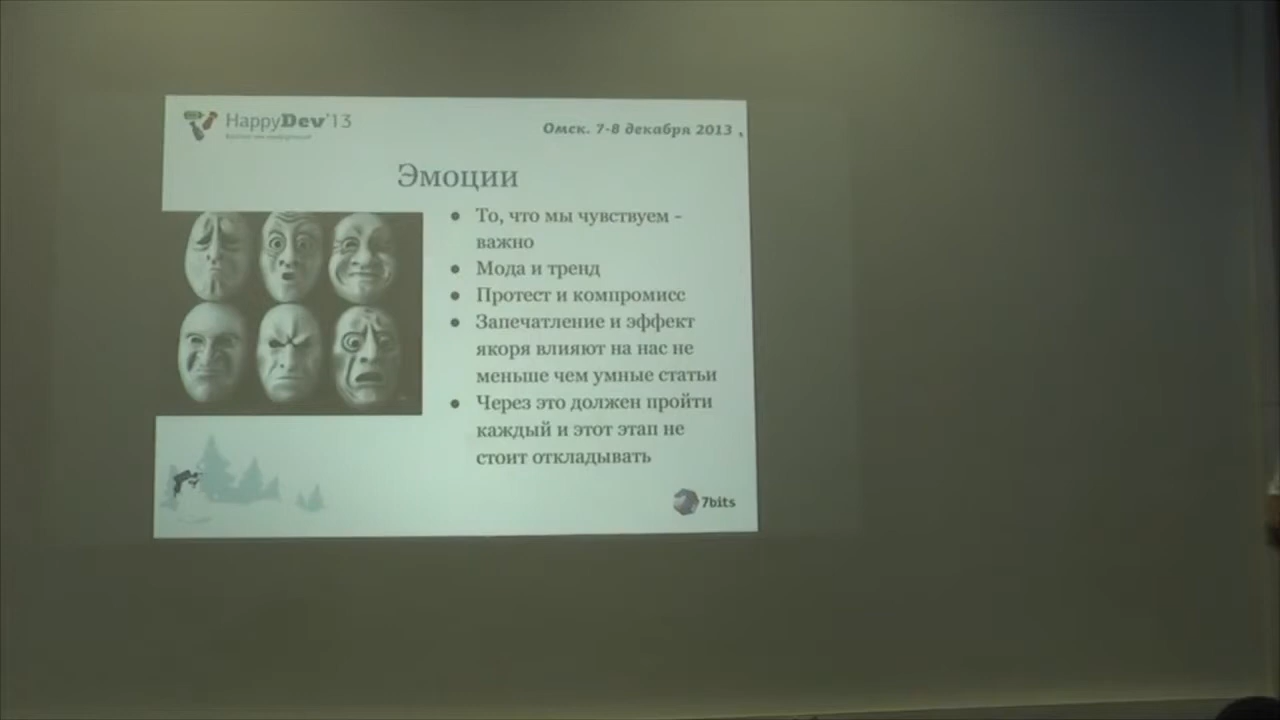 HappyDev'13
Омск. 7-8 декабря 2013
Эмоции
● То, что мы чувствуем -
важно
● Мода и тренд
● Протест и компромисс
● Запечатление и эффект
якоря влияют на нас не
меньше чем умные статьи
● Через это должен пройти
каждый и этот этап не
стоит откладывать
7bits